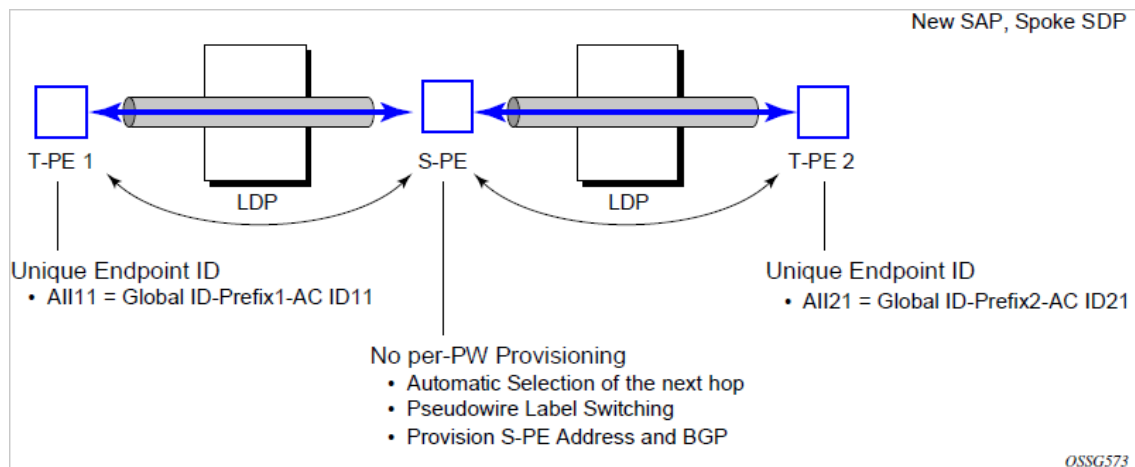 New SAP, Spoke SDP
T-PE 1
S-PE
T-PE 2
LDP
LDP
Unique Endpoint ID
• AII11 = Global ID-Prefix1-AC ID11
Unique Endpoint ID
• AII21 = Global ID-Prefix2-AC ID21
No per-PW Provisioning
• Automatic Selection of the next hop
• Pseudowire Label Switching
• Provision S-PE Address and BGP
OSSG573